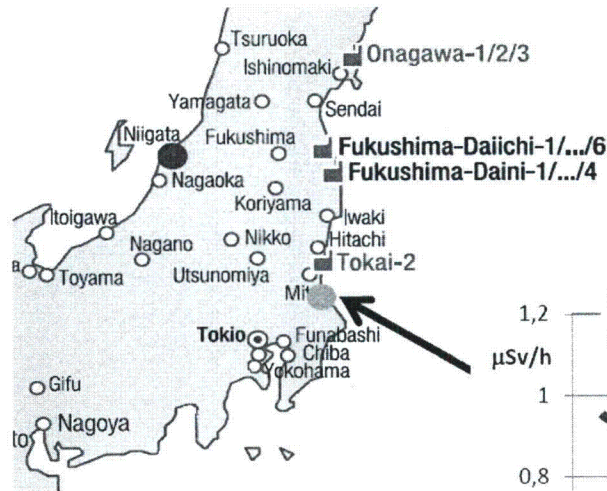 Tsuruoka
Onagawa-1/2/3
Ishinomaki
Yamagata
Sendai
Niigata
Fukushima
Fukushima-Daiichi-1/.../6
Fukushima-Daini-1/.../4
Nagaoka
Koriyama
Itoigawa
Iwaki
Nikko
Hitachi
Nagano
Tokai-2
Toyama
Utsunomiya
Mit
1,2
Tokio
Funabashi
µSv/h
Chiba
Yokohama
Gifu
1
to
Nagoya
0,8